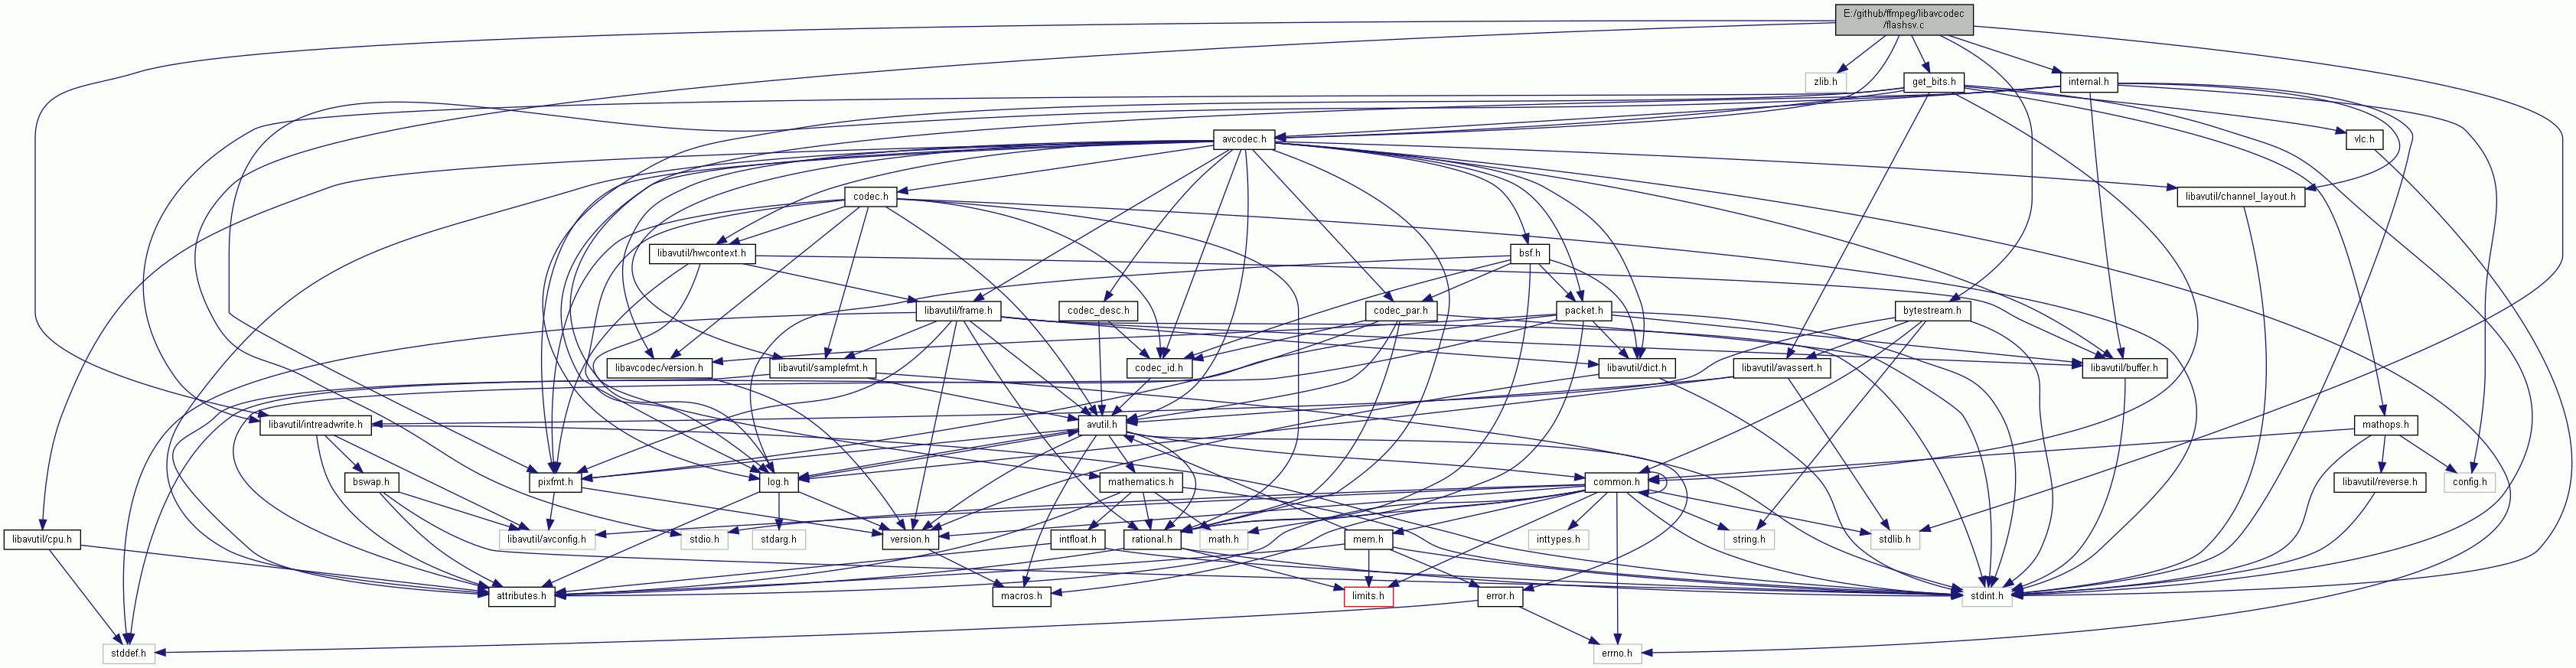 E:/github/ffmpeg/libavcodec
/flashsv.c
zlib.h
get_bits.h
internal.h
avcodec.h
vlc.h
codec.h
libavutil/channel_layout.h
libavutil/hwcontext.h
bsf.h
libavutil/frame.h
codec_desc.h
codec_par.h
packet.h
bytestream.h
libavcodec/version.h
libavutil/samplefmt.h
codec_id.h
libavutil/dict.h
libavutil/avassert.h
libavutil/buffer.h
libavutil/intreadwrite.h
avutil.h
mathops.h
bswap.h
pixfmt.h
log.h
mathematics.h
common.h
libavutil/reverse.h
config.h
libavutil/cpu.h
libavutil/avconfig.h
stdio.h
stdarg.h
version.h
intfloat.h
rational.h
math.h
mem.h
inttypes.h
string.h
stdlib.h
attributes.h
macros.h
limits.h
error.h
stdint.h
stddef.h
errno.h